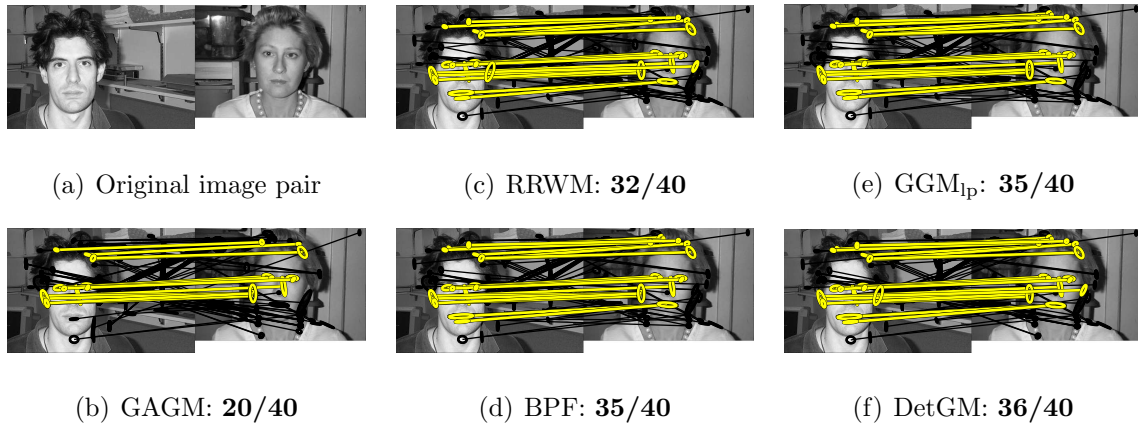 (a) Original image pair
(c) RRWM: 32/40
(e) GGM_lp: 35/40
(b) GAGM: 20/40
(d) BPF: 35/40
(f) DetGM: 36/40